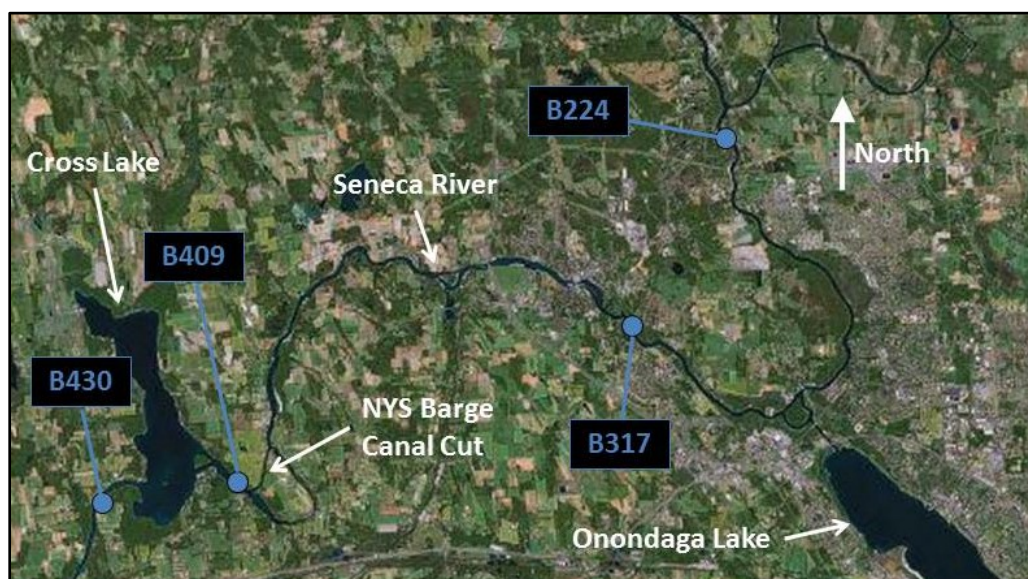 B224
North
Cross Lake
Seneca River
B409
B430
NYS Barge
Canal Cut
B317
Onondaga Lake